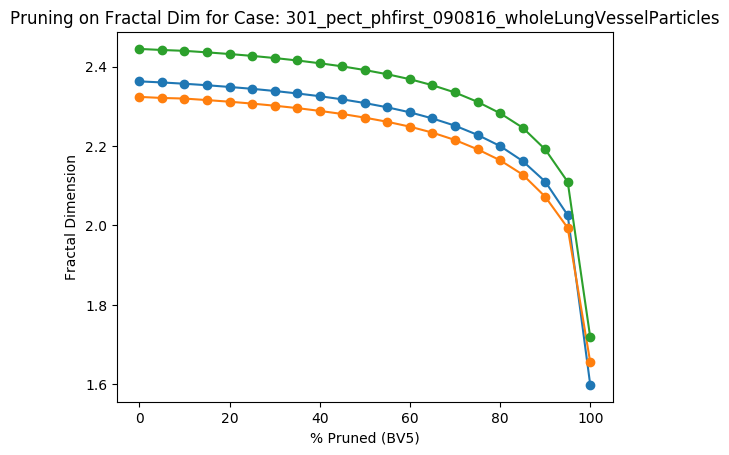 Pruning on Fractal Dim for Case: 301_pect_phfirst_090816_wholeLungVesselParticles
2.4
2.2
2.0
1.8
1.6
Fractal Dimension
0 20 40 60 80 100
% Pruned (BV5)